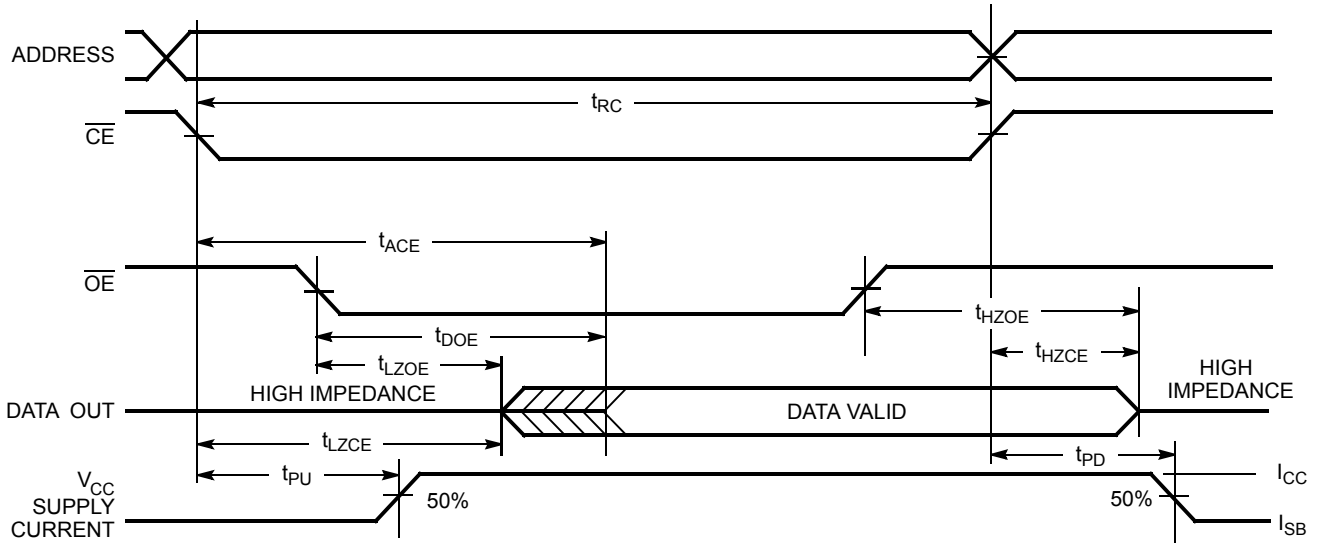 ADDRESS
tRC
CE
tACE
OE
tHZOE
tDOE
tHZCE
tLZOE
HIGH IMPEDANCE
HIGH
IMPEDANCE
DATA OUT
DATA VALID
tLZCE
tPD
tPU
VCC
SUPPLY
CURRENT
50%
50%
ICC
ISB